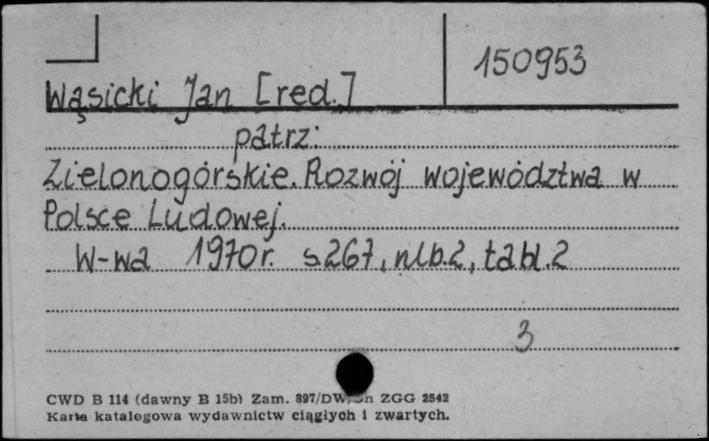 150953
Wąsicki Jan [red.]
patrz:
Zielonogórskie. Rozwój województwa w
Polsce Ludowej.
W-wa 1970r. s267, nlb.2, tabl.2
3
CWD B 114 (dawny B 15b) Zam. 897/DW ZGG 2542
Karta katalogowa wydawnictw ciągłych i zwartych.